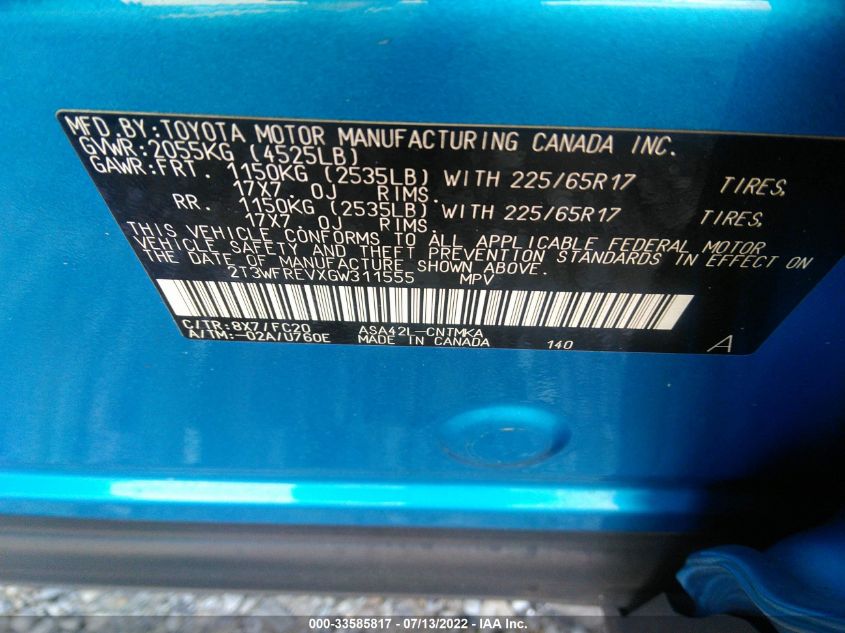 MFD.BY:TOYOTA MOTOR MANUFACTURING CANADA INC.
GVWR:2055KG (4525LB)
GAWR:FRT. 1150KG (2535LB) WITH 225/65R17 TIRES,
17X7 0J RIMS.
RR. 1150KG (2535LB) WITH 225/65R17 TIRES,
17X7 0J RIMS.
THIS VEHICLE CONFORMS TO ALL APPLICABLE FEDERAL MOTOR
VEHICLE SAFETY AND THEFT PREVENTION STANDARDS IN EFFECT ON
THE DATE OF MANUFACTURE SHOWN ABOVE.
2T3WFREVXGW311555 MPV
C/TR:8X7/FC20 ASA42L-CNTMKA
A/TM:-02A/U760E MADE IN CANADA 140 A
000-33585817 - 07/13/2022 - IAA Inc.